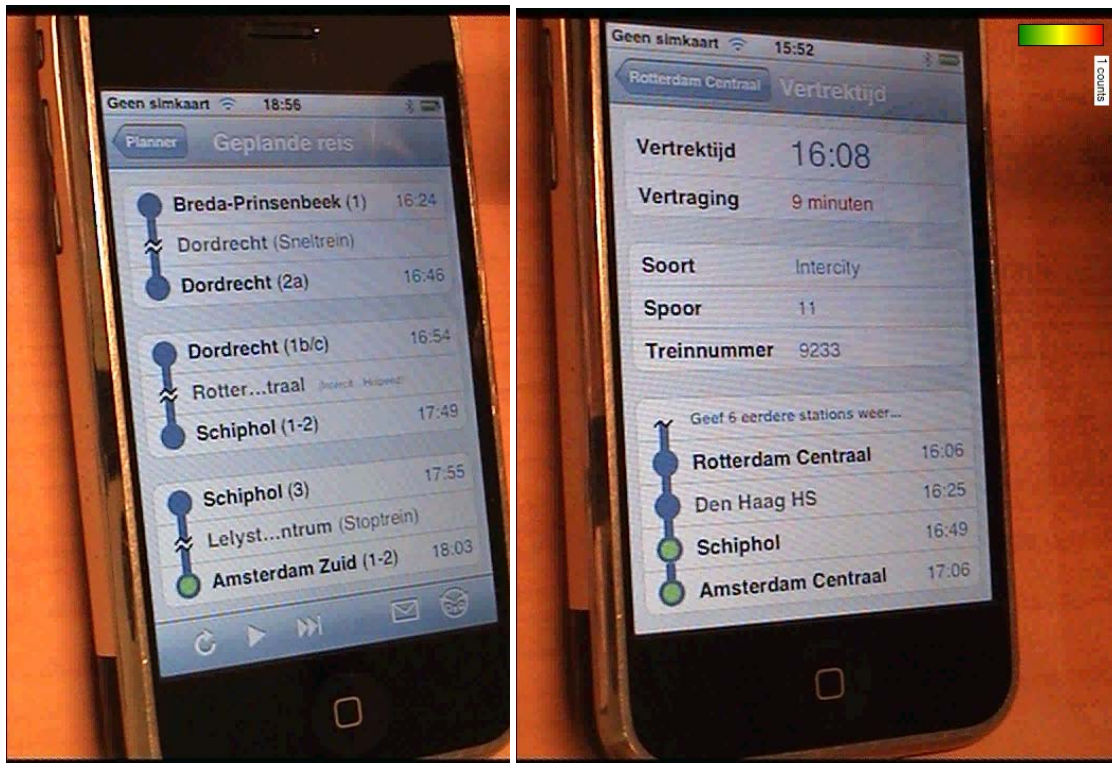 Geen simkaart 18:56
Planner Geplande reis
Breda-Prinsenbeek (1) 16:24
Dordrecht (Sneltrein)
Dordrecht (2a) 16:46
Dordrecht (1b/c) 16:54
Rotter...traal
Schiphol (1-2) 17:49
Schiphol (3) 17:55
Lelyst...ntrum (Stoptrein)
Amsterdam Zuid (1-2) 18:03
Geen simkaart 15:52
Rotterdam Centraal Vertrektijd
Vertrektijd 16:08
Vertraging 9 minuten
Soort Intercity
Spoor 11
Treinnummer 9233
Geef 6 eerdere stations weer...
Rotterdam Centraal 16:06
Den Haag HS 16:25
Schiphol 16:49
Amsterdam Centraal 17:06
1 counts